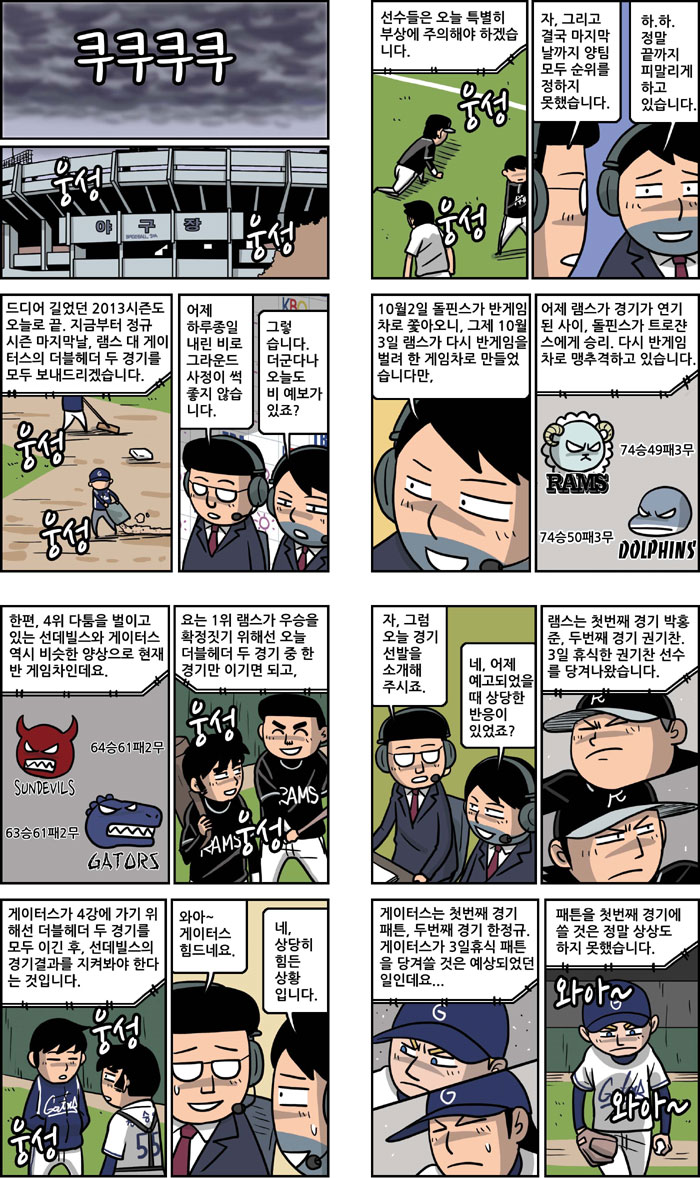 쿠쿠쿠쿠
웅성
야구장
BASEBALL
웅성
드디어 길었던 2013시즌도
오늘로 끝. 지금부터 정규
시즌 마지막날, 램스 대 게이
터스의 더블헤더 두 경기를
모두 보내드리겠습니다.
웅성
웅성
어제
하루종일
내린 비로
그라운드
사정이 썩
좋지 않습
니다.
KBO
그렇
습니다.
더군다나
오늘도
비 예보가
있죠?
선수들은 오늘 특별히
부상에 주의해야 하겠습
니다.
웅성
웅성
자, 그리고
결국 마지막
날까지 양팀
모두 순위를
정하지
못했습니다.
하.하.
정말
끝까지
피말리게
하고
있습니다.
10월2일 돌핀스가 반게임
차로 쫓아오니, 그제 10월
3일 램스가 다시 반게임을
벌려 한 게임차로 만들었
습니다만,
어제 램스가 경기가 연기
된 사이, 돌핀스가 트로쟌
스에게 승리. 다시 반게임
차로 맹추격하고 있습니다.
74승49패3무
RAMS
74승50패3무
DOLPHINS
한편, 4위 다툼을 벌이고
있는 선데빌스와 게이터스
역시 비슷한 양상으로 현재
반 게임차인데요.
64승61패2무
SUNDEVILS
63승61패2무
GATORS
요는 1위 램스가 우승을
확정짓기 위해선 오늘
더블헤더 두 경기 중 한
경기만 이기면 되고,
웅성
RAMS
RAMS
웅성
게이터스가 4강에 가기 위
해선 더블헤더 두 경기를
모두 이긴 후, 선데빌스의
경기결과를 지켜봐야 한다
는 것입니다.
웅성
Gators
56
웅성
와아~
게이터스
힘드네요.
네,
상당히
힘든
상황
입니다.
자, 그럼
오늘 경기
선발을
소개해
주시죠.
네, 어제
예고되었을
때 상당한
반응이
있었죠?
램스는 첫번째 경기 박홍
준, 두번째 경기 권기찬.
3일 휴식한 권기찬 선수
를 당겨나왔습니다.
R
R
게이터스는 첫번째 경기
패튼, 두번째 경기 한정규.
게이터스가 3일휴식 패튼
을 당겨쓸 것은 예상되었던
일인데요...
G
G
패튼을 첫번째 경기에
쓸 것은 정말 상상도
하지 못했습니다.
와아~
G
Gators
와아~